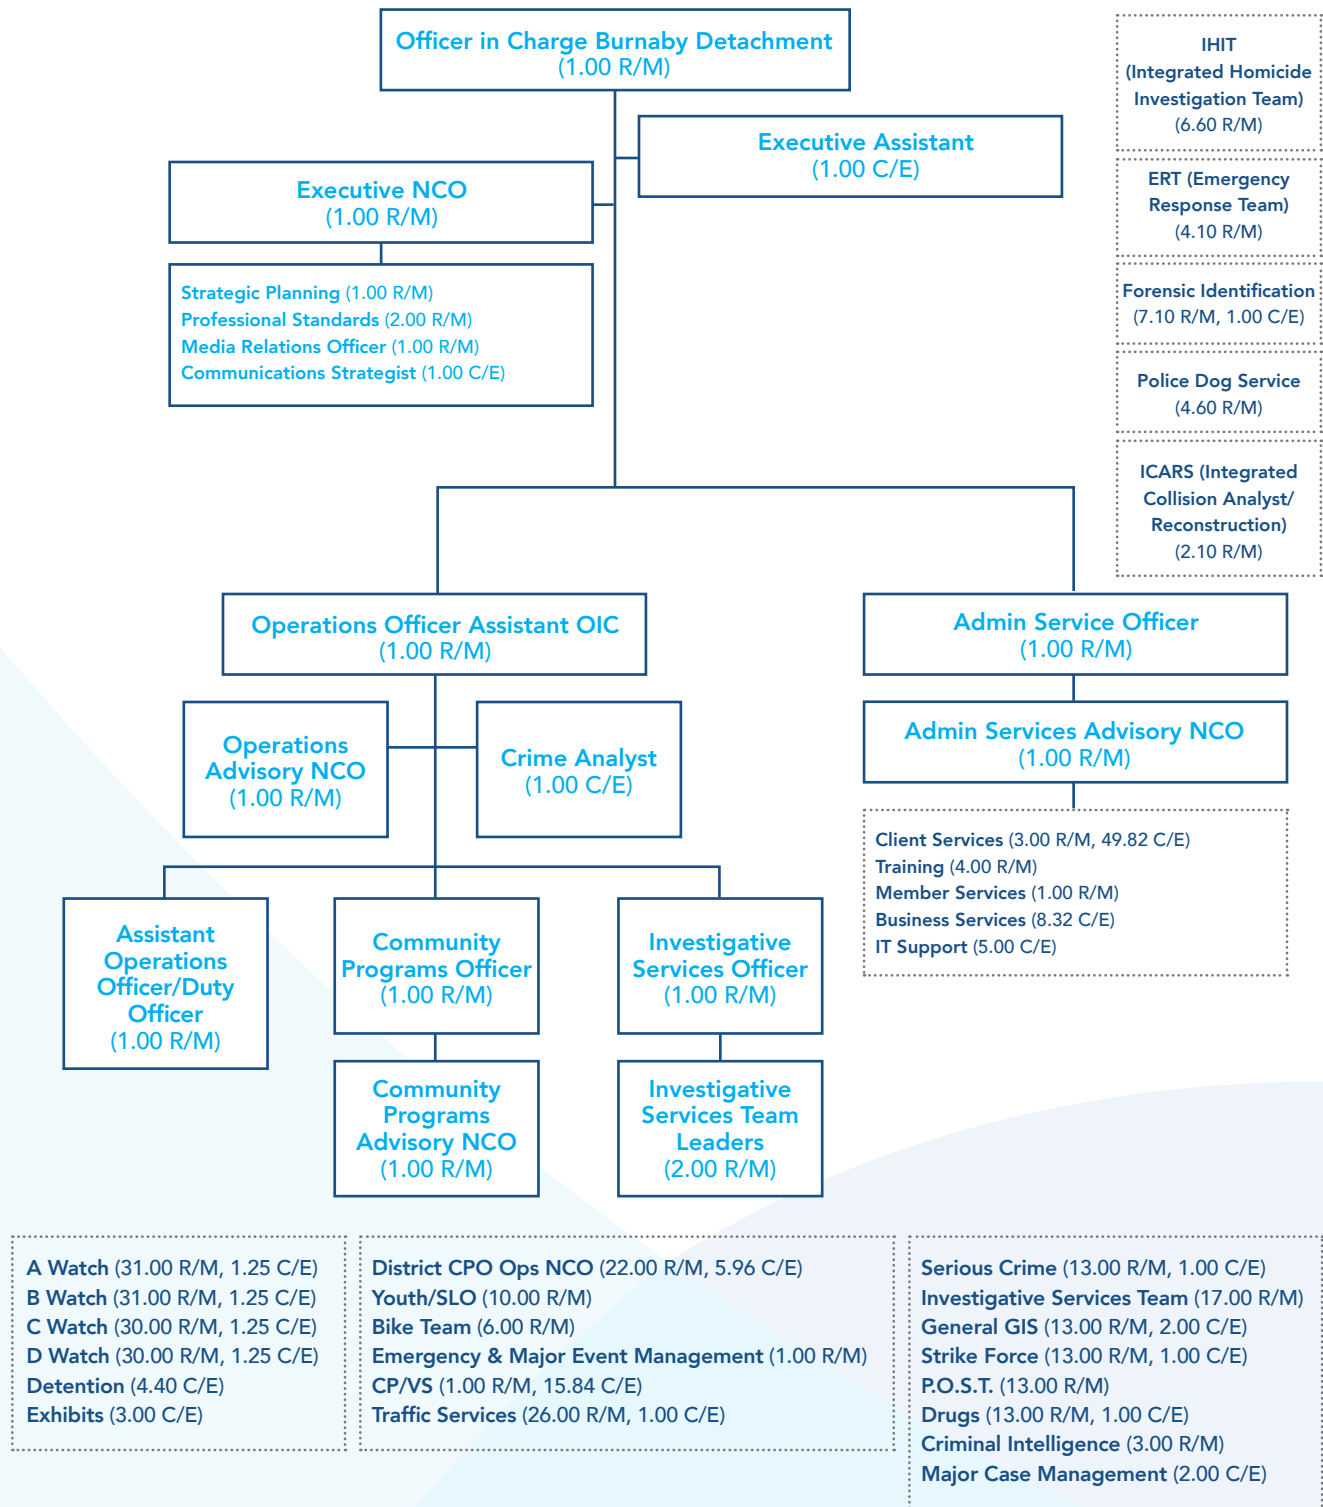 Officer in Charge Burnaby Detachment
(1.00 R/M)
Executive Assistant
(1.00 C/E)
Executive NCO
(1.00 R/M)
Strategic Planning (1.00 R/M)
Professional Standards (2.00 R/M)
Media Relations Officer (1.00 R/M)
Communications Strategist (1.00 C/E)
IHIT
(Integrated Homicide
Investigation Team)
(6.60 R/M)
ERT (Emergency
Response Team)
(4.10 R/M)
Forensic Identification
(7.10 R/M, 1.00 C/E)
Police Dog Service
(4.60 R/M)
ICARS (Integrated
Collision Analyst/
Reconstruction)
(2.10 R/M)
Operations Officer Assistant OIC
(1.00 R/M)
Operations
Advisory NCO
(1.00 R/M)
Crime Analyst
(1.00 C/E)
Admin Service Officer
(1.00 R/M)
Admin Services Advisory NCO
(1.00 R/M)
Client Services (3.00 R/M, 49.82 C/E)
Training (4.00 R/M)
Member Services (1.00 R/M)
Business Services (8.32 C/E)
IT Support (5.00 C/E)
Assistant
Operations
Officer/Duty
Officer
(1.00 R/M)
Community
Programs Officer
(1.00 R/M)
Investigative
Services Officer
(1.00 R/M)
Community
Programs
Advisory NCO
(1.00 R/M)
Investigative
Services Team
Leaders
(2.00 R/M)
A Watch (31.00 R/M, 1.25 C/E)
B Watch (31.00 R/M, 1.25 C/E)
C Watch (30.00 R/M, 1.25 C/E)
D Watch (30.00 R/M, 1.25 C/E)
Detention (4.40 C/E)
Exhibits (3.00 C/E)
District CPO Ops NCO (22.00 R/M, 5.96 C/E)
Youth/SLO (10.00 R/M)
Bike Team (6.00 R/M)
Emergency & Major Event Management (1.00 R/M)
CP/VS (1.00 R/M, 15.84 C/E)
Traffic Services (26.00 R/M, 1.00 C/E)
Serious Crime (13.00 R/M, 1.00 C/E)
Investigative Services Team (17.00 R/M)
General GIS (13.00 R/M, 2.00 C/E)
Strike Force (13.00 R/M, 1.00 C/E)
P.O.S.T. (13.00 R/M)
Drugs (13.00 R/M, 1.00 C/E)
Criminal Intelligence (3.00 R/M)
Major Case Management (2.00 C/E)